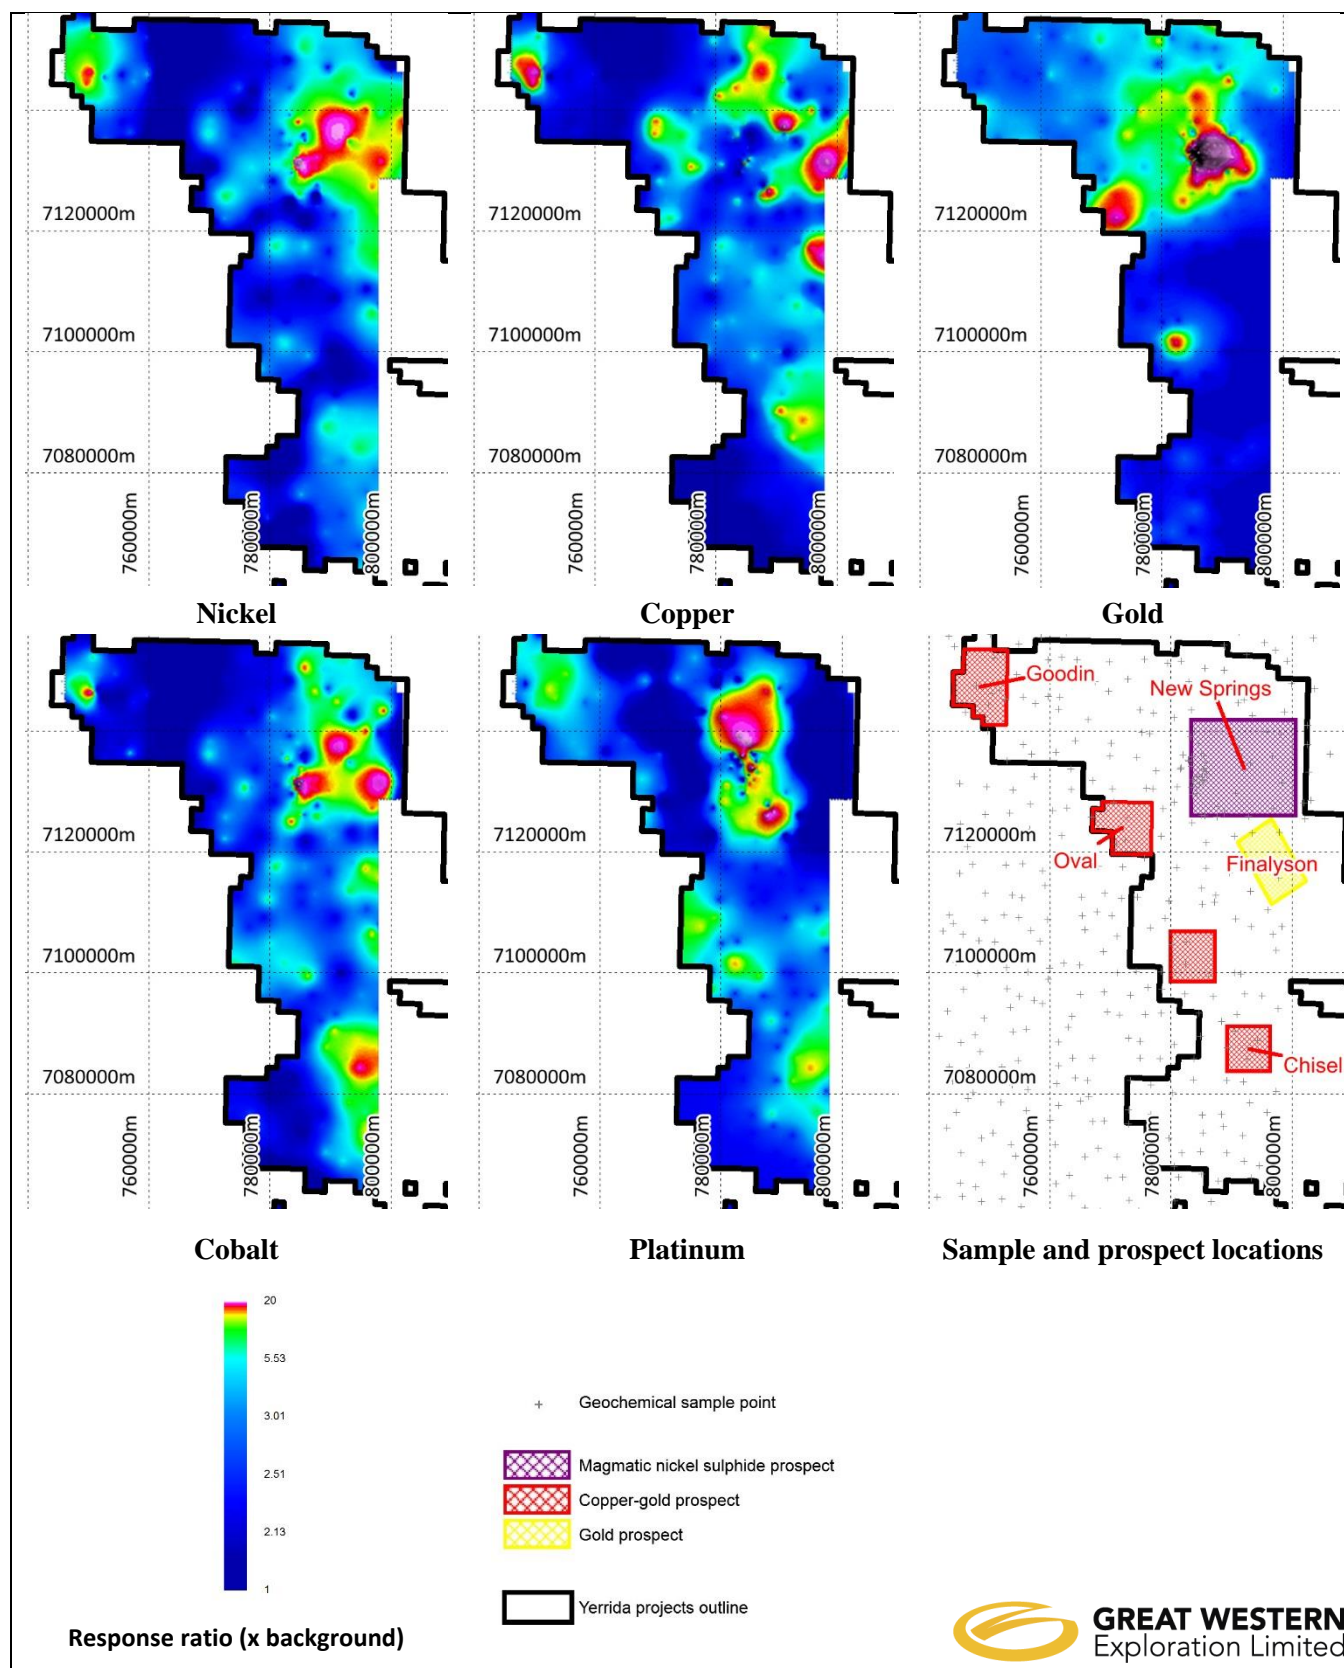 7120000m
7100000m
7080000m
760000m
780000m
800000m
7120000m
7100000m
7080000m
760000m
780000m
800000m
7120000m
7100000m
7080000m
760000m
780000m
800000m
Nickel
Copper
Gold
7120000m
7100000m
7080000m
760000m
780000m
800000m
7120000m
7100000m
7080000m
760000m
780000m
800000m
Goodin
New Springs
7120000m
Oval
Finalyson
7100000m
Chisel
7080000m
760000m
780000m
800000m
Cobalt
Platinum
Sample and prospect locations
20
5.53
3.01
2.51
2.13
1
Response ratio (x background)
Geochemical sample point
Magmatic nickel sulphide prospect
Copper-gold prospect
Gold prospect
Yerrida projects outline
GREAT WESTERN
Exploration Limited